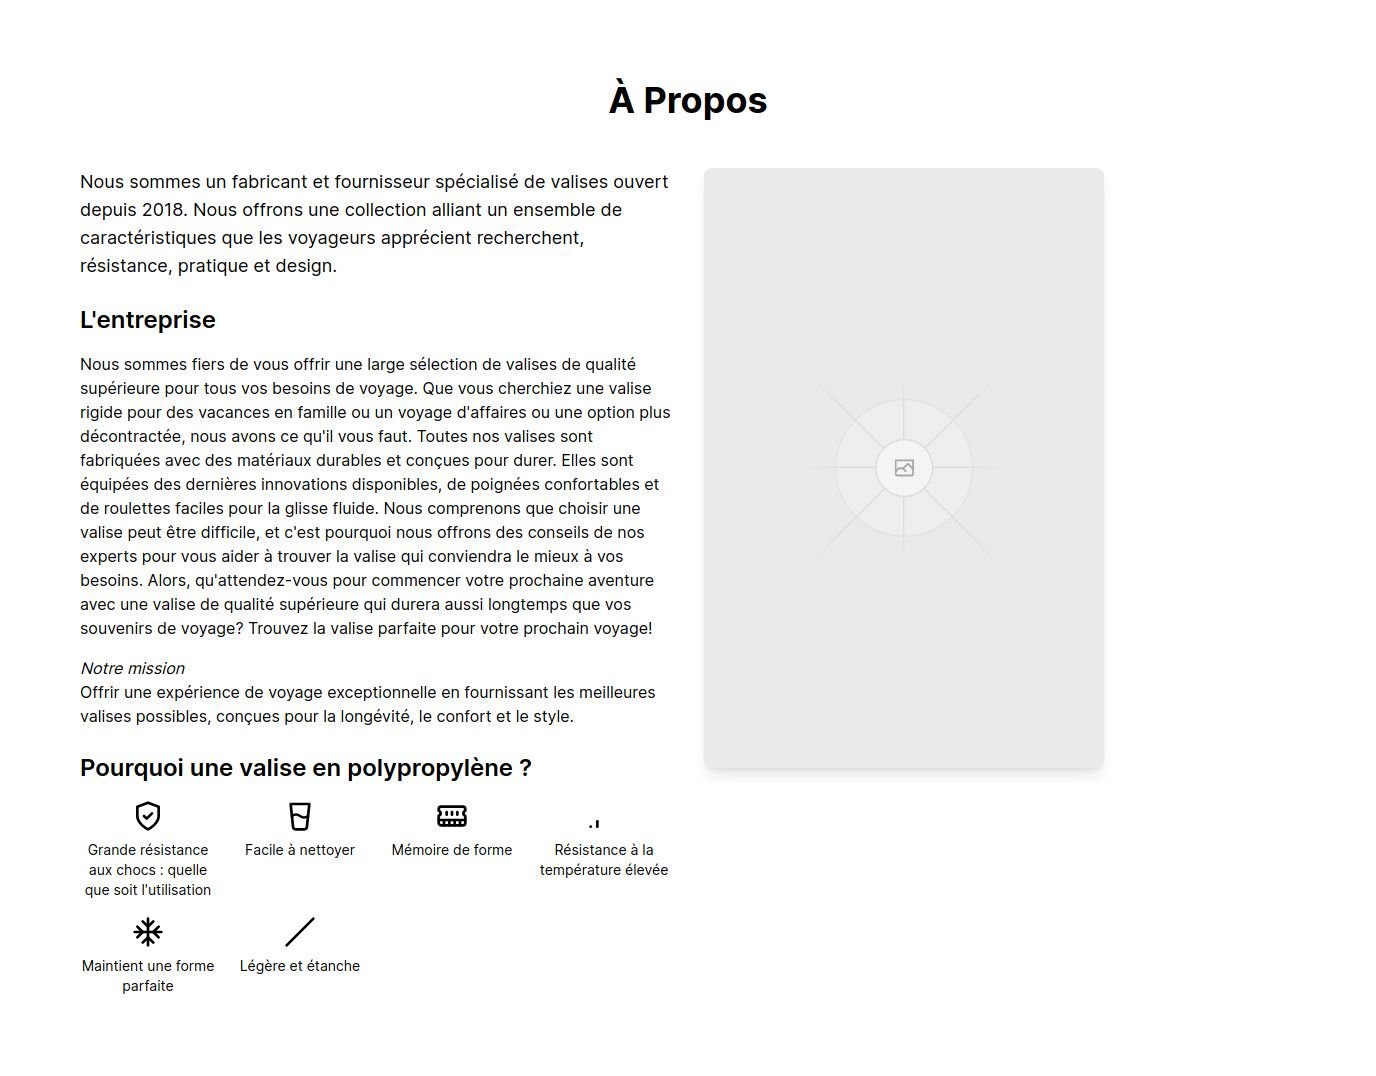 À Propos
Nous sommes un fabricant et fournisseur spécialisé de valises ouvert
depuis 2018. Nous offrons une collection alliant un ensemble de
caractéristiques que les voyageurs apprécient recherchent,
résistance, pratique et design.
L'entreprise
Nous sommes fiers de vous offrir une large sélection de valises de qualité
supérieure pour tous vos besoins de voyage. Que vous cherchiez une valise
rigide pour des vacances en famille ou un voyage d'affaires ou une option plus
décontractée, nous avons ce qu'il vous faut. Toutes nos valises sont
fabriquées avec des matériaux durables et conçues pour durer. Elles sont
équipées des dernières innovations disponibles, de poignées confortables et
de roulettes faciles pour la glisse fluide. Nous comprenons que choisir une
valise peut être difficile, et c'est pourquoi nous offrons des conseils de nos
experts pour vous aider à trouver la valise qui conviendra le mieux à vos
besoins. Alors, qu'attendez-vous pour commencer votre prochaine aventure
avec une valise de qualité supérieure qui durera aussi longtemps que vos
souvenirs de voyage? Trouvez la valise parfaite pour votre prochain voyage!
Notre mission
Offrir une expérience de voyage exceptionnelle en fournissant les meilleures
valises possibles, conçues pour la longévité, le confort et le style.
Pourquoi une valise en polypropylène ?
Grande résistance
aux chocs : quelle
que soit l'utilisation
Facile à nettoyer
Mémoire de forme
Résistance à la
température élevée
Maintient une forme
parfaite
Légère et étanche